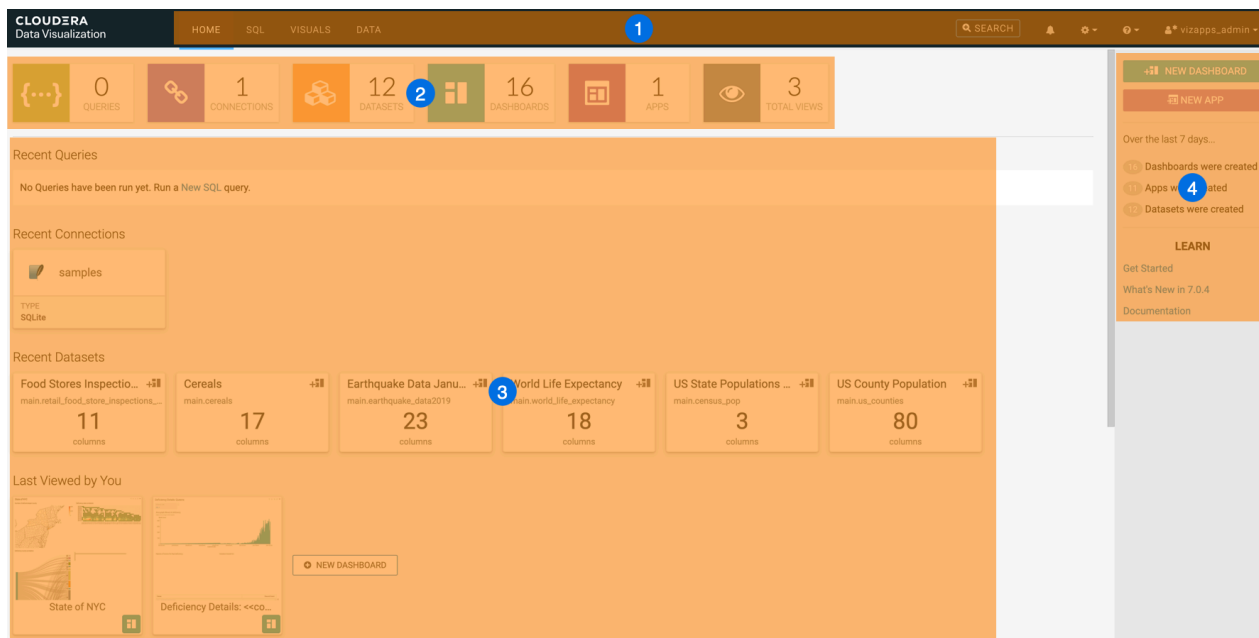 CLOUDERA
Data Visualization
HOME SQL VISUALS DATA
1
SEARCH
vizapps_admin
0
QUERIES
1
CONNECTIONS
12
DATASETS
2
16
DASHBOARDS
1
APPS
3
TOTAL VIEWS
Recent Queries
No Queries have been run yet. Run a New SQL query.
Recent Connections
samples
TYPE
SQLite
Recent Datasets
Food Stores Inspectio...
main.retail_food_store_inspections_...
11
columns
Cereals
main.cereals
17
columns
Earthquake Data Janu...
main.earthquake_data2019
23
columns
3
World Life Expectancy
main.world_life_expectancy
18
columns
US State Populations ...
main.census_pop
3
columns
US County Population
main.us_counties
80
columns
Last Viewed by You
State of NYC
Deficiency Details: <<co...
NEW DASHBOARD
NEW DASHBOARD
NEW APP
Over the last 7 days...
Dashboards were created
Apps
4
Datasets were created
LEARN
Get Started
What's New in 7.0.4
Documentation